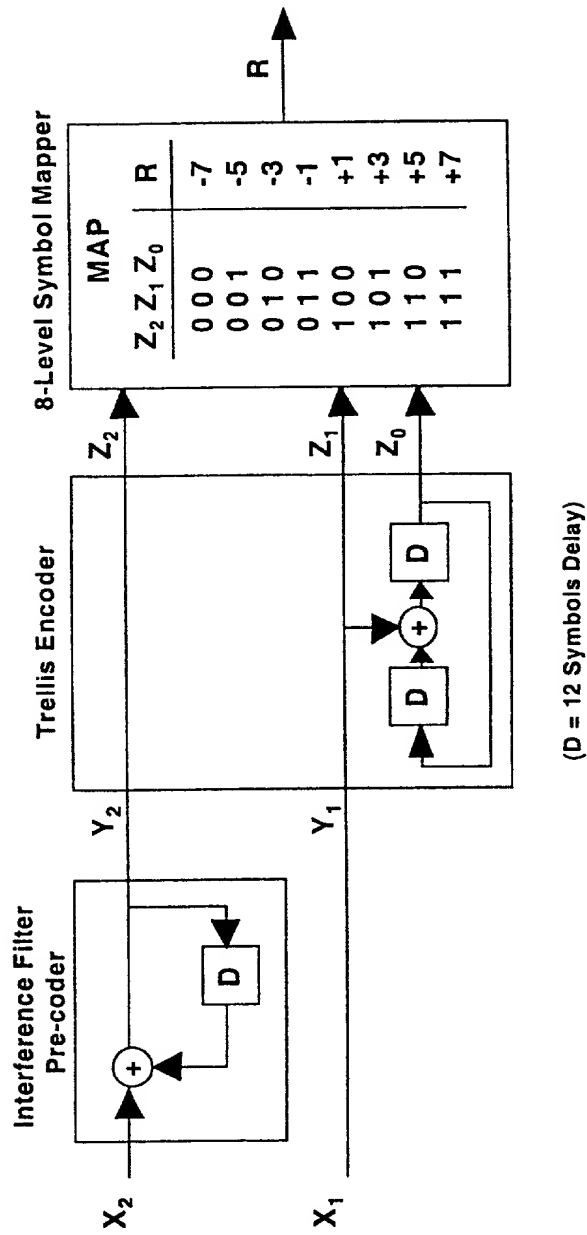 Interference Filter
Pre-coder
X₂
X₁
+
D
Y₂
Y₁
Trellis Encoder
D
+
D
Z₂
Z₁
Z₀
8-Level Symbol Mapper
MAP
Z₂ Z₁ Z₀ R
0 0 0 -7
0 0 1 -5
0 1 0 -3
0 1 1 -1
1 0 0 +1
1 0 1 +3
1 1 0 +5
1 1 1 +7
R
(D = 12 Symbols Delay)